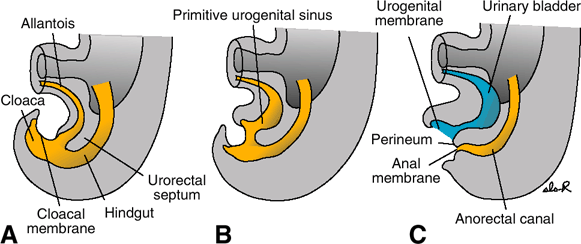 Allantois
Cloaca
Cloacal
membrane
Hindgut
Urorectal
septum
A
Primitive urogenital sinus
B
Urogenital
membrane
Urinary bladder
Perineum
Anal
membrane
Anorectal canal
C